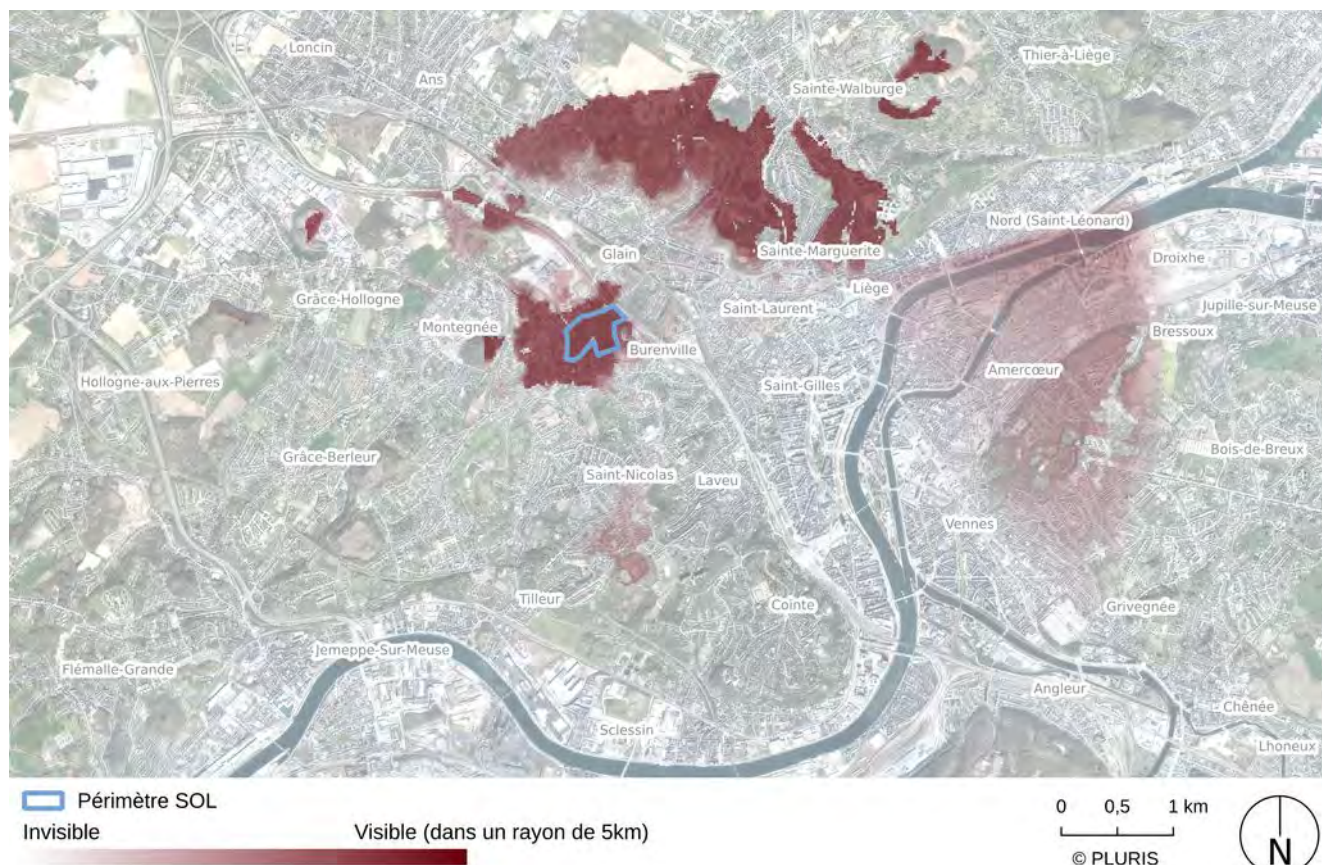 Loncin
Thier-à-Liège
Ans
Sainte-Walburge
Nord (Saint-Léonard)
Sainte-Marguerite
Glain
Droixhe
Liège
Grâce-Hollogne
Saint-Laurent
Jupille-sur-Meuse
Montegnée
Bressoux
Burenville
Amercœur
Hollogne-aux-Pierres
Saint-Gilles
Bois-de-Breux
Grâce-Berleur
Saint-Nicolas
Laveu
Vennes
Tilleur
Cointe
Grivegnée
Jemeppe-Sur-Meuse
Flémalle-Grande
Angleur
Chênée
Sclessin
Lhoneux
Périmètre SOL
Invisible
Visible (dans un rayon de 5km)
0 0,5 1 km
© PLURIS
N